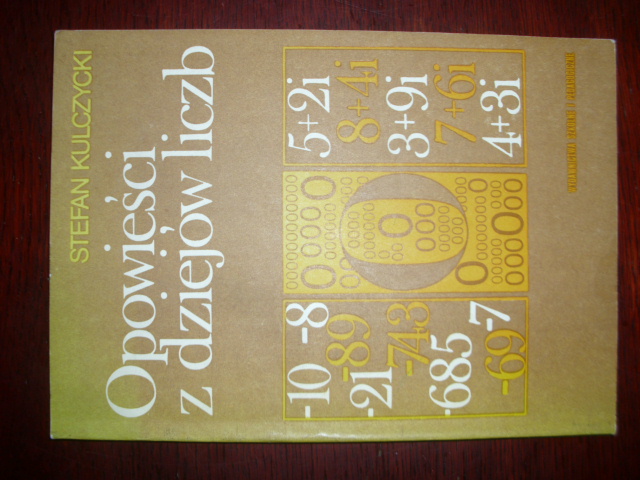 STEFAN KULCZYCKI
Opowieści
z dziejów liczb
-10 -8
-89
-21
-743
-685
-69 -7
0
5+2i
8+4i
3+9i
7+6i
4+3i